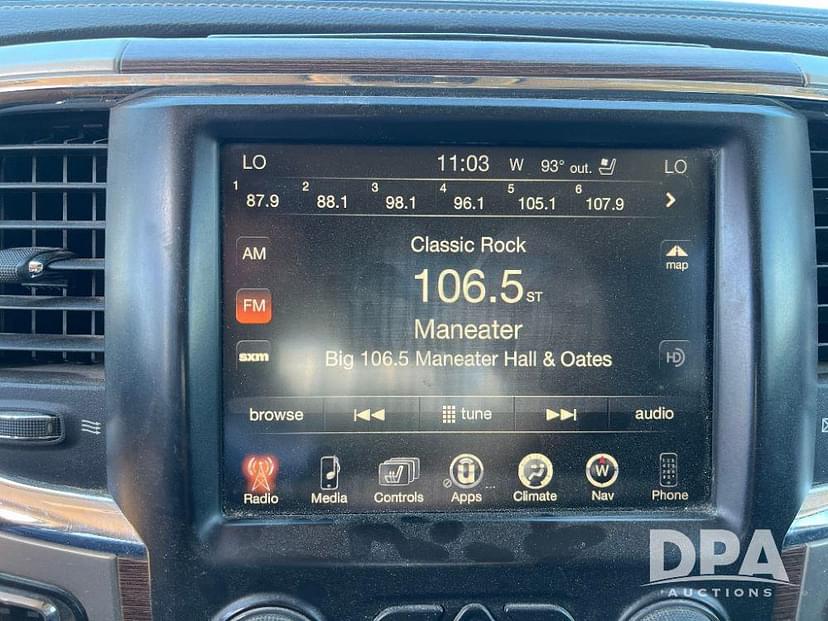 LO 11:03 W 93° out. LO
1 87.9 2 88.1 3 98.1 4 96.1 5 105.1 6 107.9
Classic Rock
AM
map
106.5 ST
FM
Maneater
sxm
Big 106.5 Maneater Hall & Oates
HD
browse tune audio
Radio Media Controls Apps Climate Nav Phone
DPA
AUCTIONS